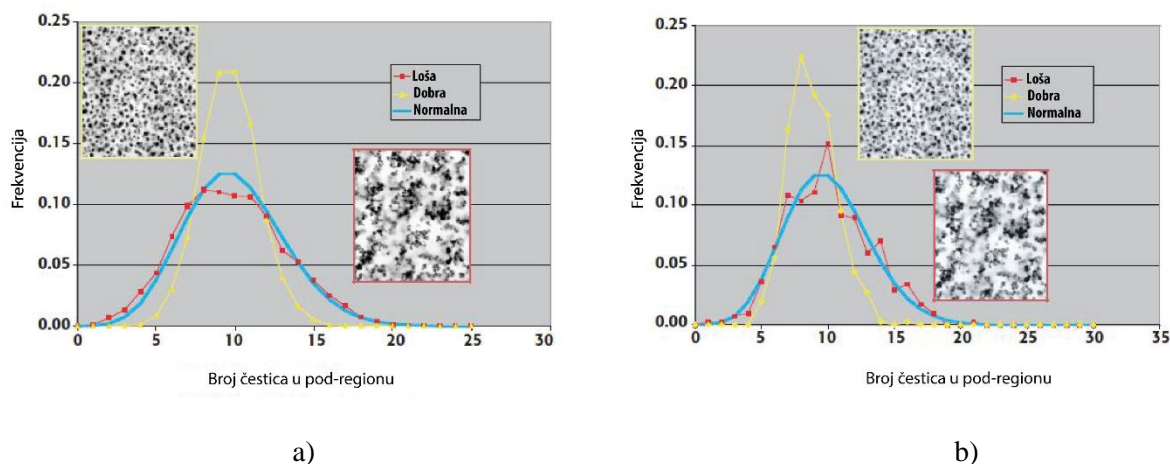 0.25
0.20
0.15
0.10
0.05
0.00
Frekvencija
Loša
Dobra
Normalna
0 5 10 15 20 25 30
Broj čestica u pod-regionu
a)
0.25
0.20
0.15
0.10
0.05
0.00
Frekvencija
Loša
Dobra
Normalna
0 5 10 15 20 25 30 35
Broj čestica u pod-regionu
b)